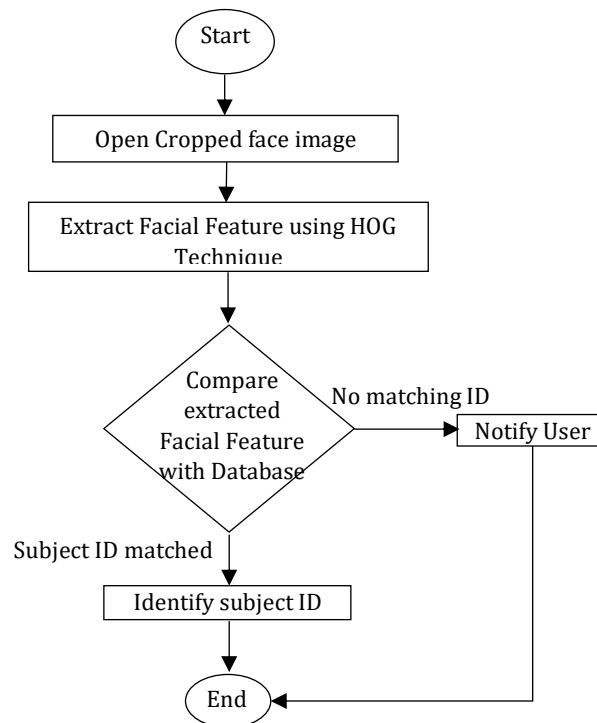 Start
Open Cropped face image
Extract Facial Feature using HOG
Technique
Compare
extracted
Facial Feature
with Database
No matching ID
Notify User
Subject ID matched
Identify subject ID
End